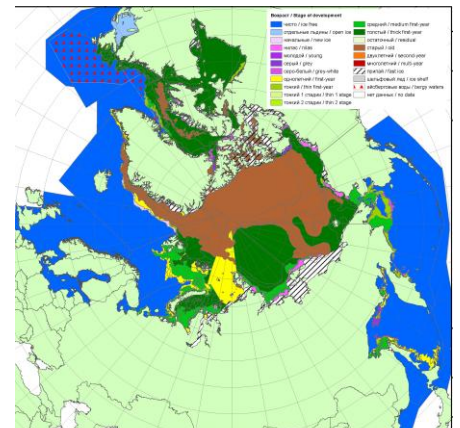 Возраст / Stage of development
чисто / ice free
отдельные льдины / open ice
начальные / new ice
нилас / nilas
молодой / young
серый / grey
серо-белый / grey-white
однолетний / first-year
тонкий / thin first-year
тонкий 1 стадии / thin 1 stage
тонкий 2 стадии / thin 2 stage
средний / medium first-year
толстый / thick first-year
остаточный / residual
старый / old
двухлетний / second-year
многолетний / multi-year
припай / fast ice
шельфовый лед / ice shelf
айсберговые воды / bergy waters
нет данных / no data